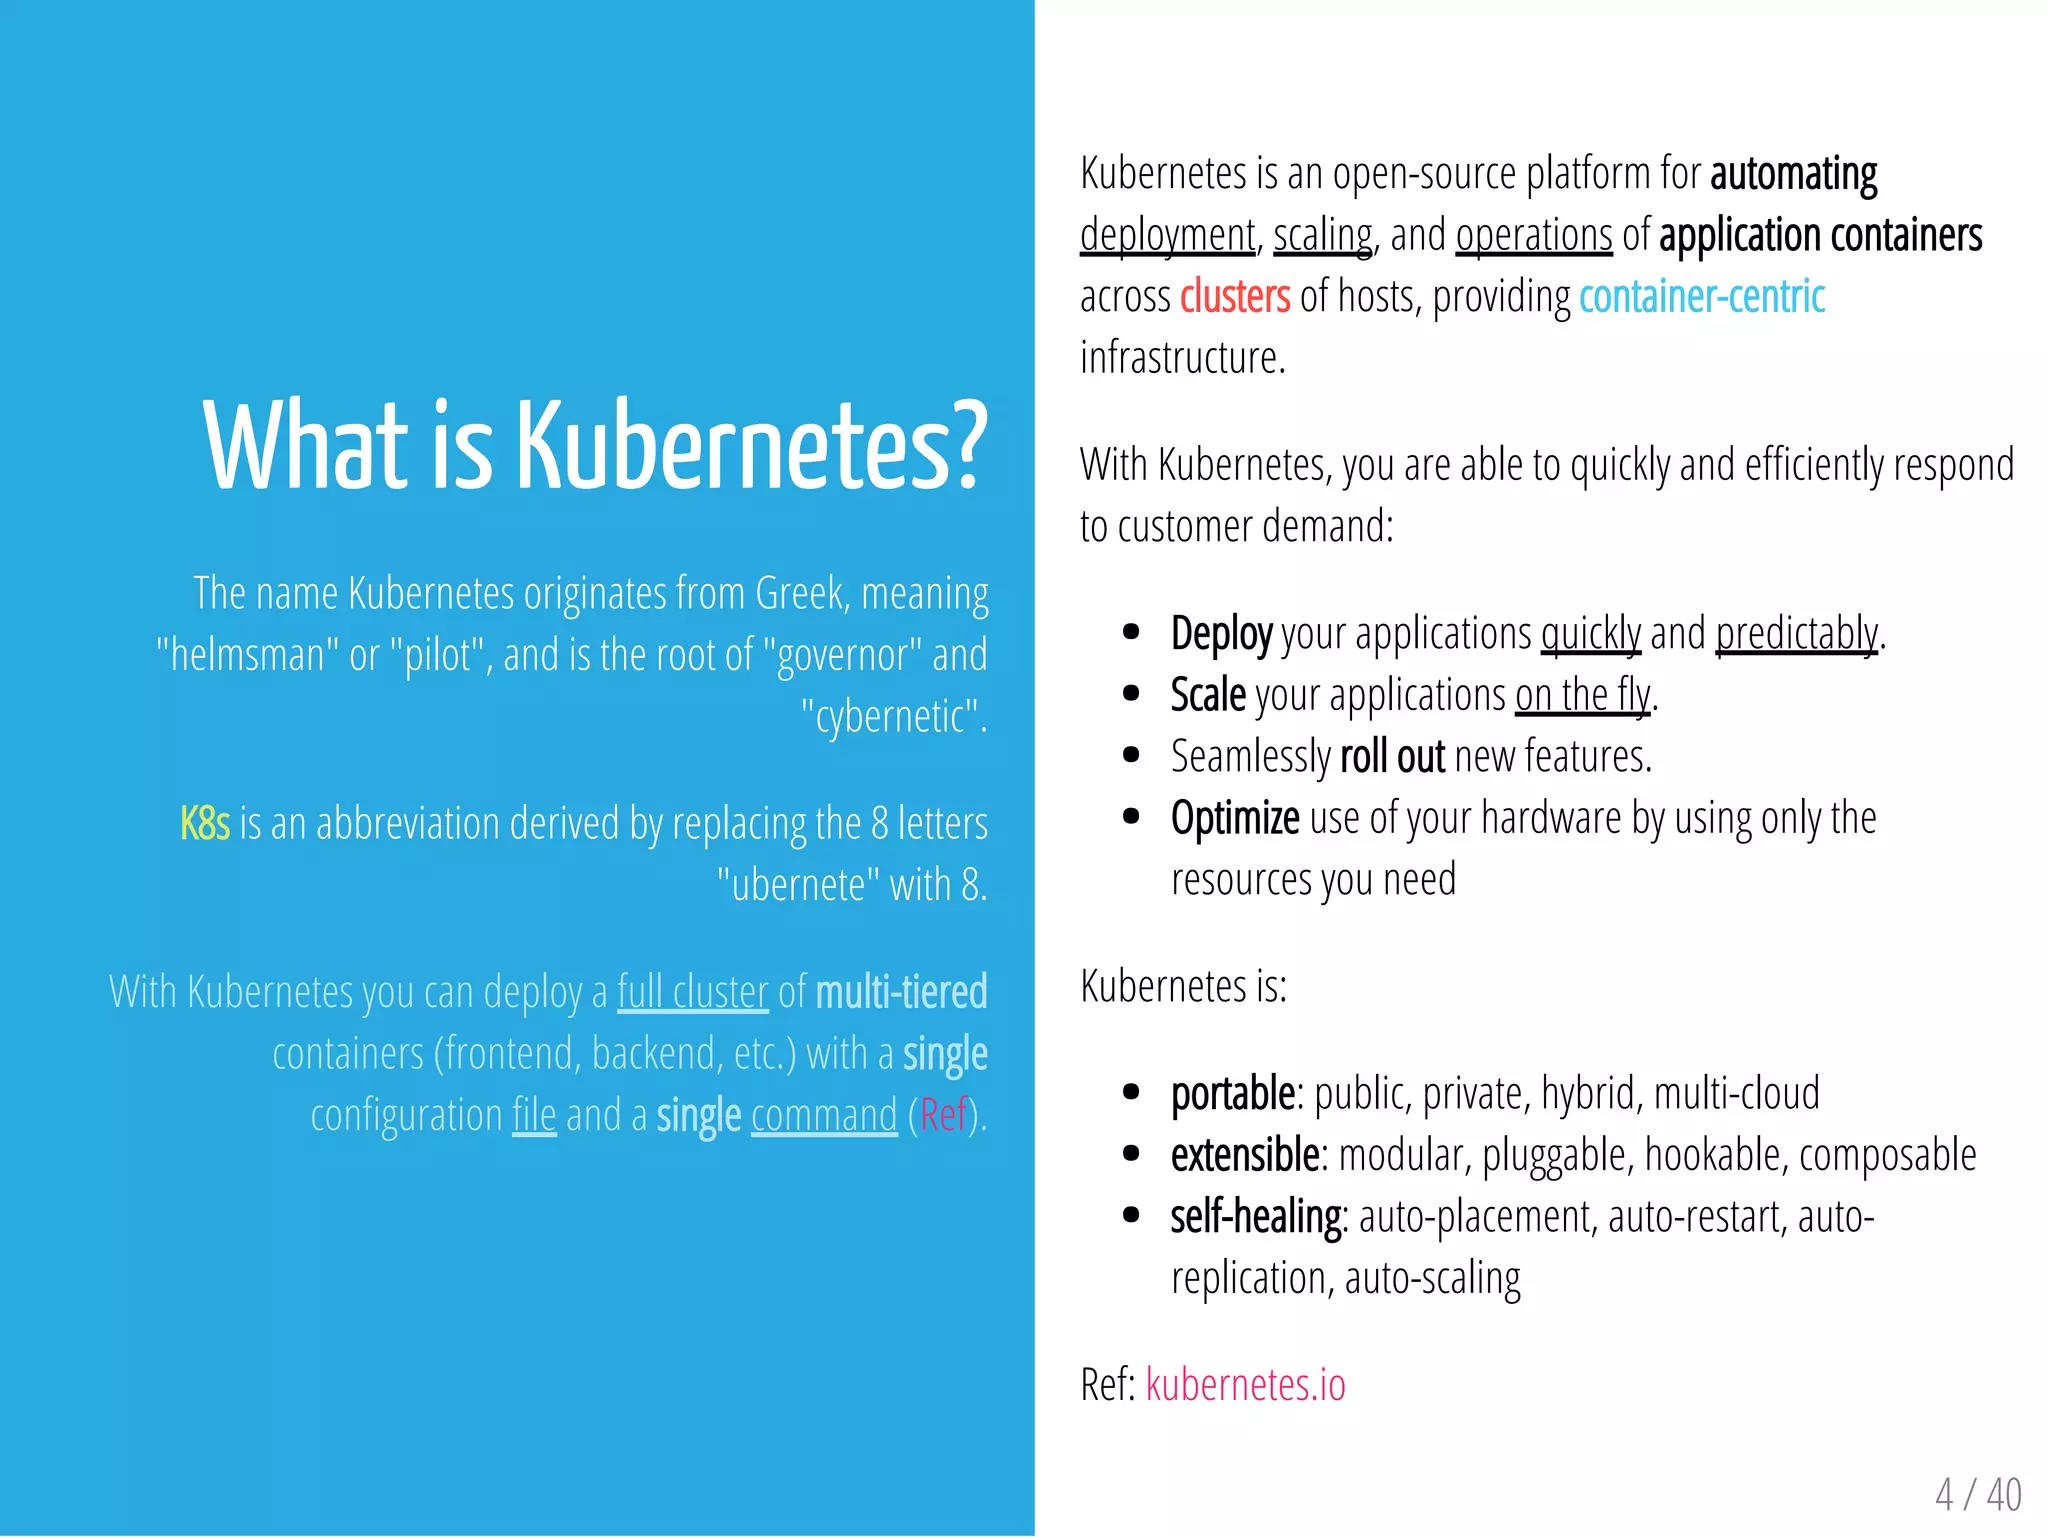 What is Kubernetes?
The name Kubernetes originates from Greek, meaning
"helmsman" or "pilot", and is the root of "governor" and
"cybernetic".
K8s is an abbreviation derived by replacing the 8 letters
"ubernete" with 8.
With Kubernetes you can deploy a full cluster of multi-tiered
containers (frontend, backend, etc.) with a single
configuration file and a single command (Ref).
Kubernetes is an open-source platform for automating
deployment, scaling, and operations of application containers
across clusters of hosts, providing container-centric
infrastructure.
With Kubernetes, you are able to quickly and efficiently respond
to customer demand:
• Deploy your applications quickly and predictably.
• Scale your applications on the fly.
• Seamlessly roll out new features.
• Optimize use of your hardware by using only the
resources you need
Kubernetes is:
• portable: public, private, hybrid, multi-cloud
• extensible: modular, pluggable, hookable, composable
• self-healing: auto-placement, auto-restart, auto-
replication, auto-scaling
Ref: kubernetes.io
4 / 40